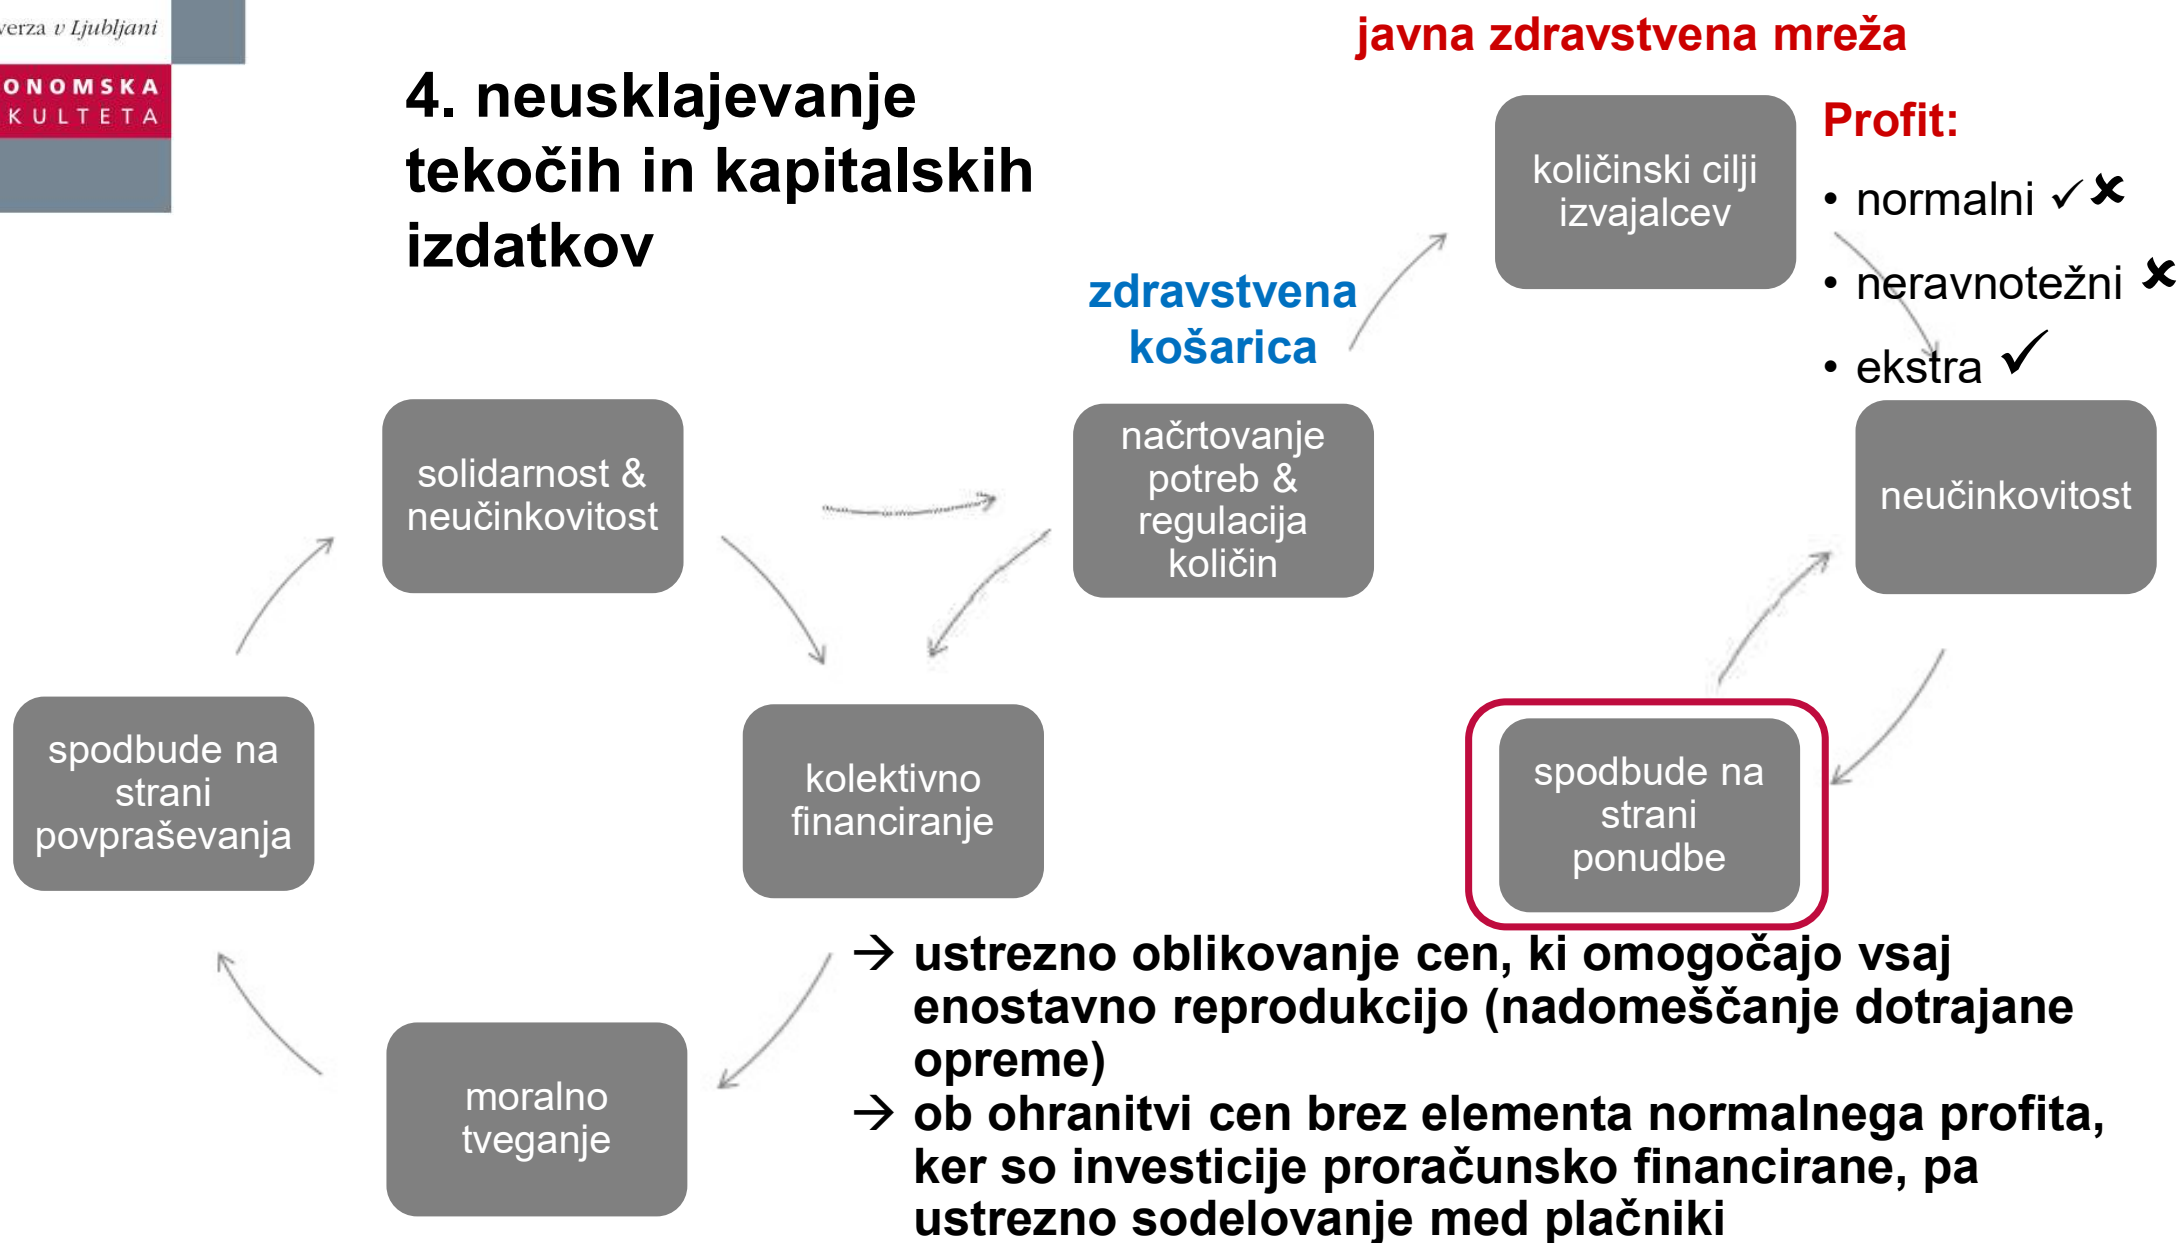 verza v Ljubljani
ONOMSKA
KULTETA
4. neusklajevanje
tekočih in kapitalskih
izdatkov
javna zdravstvena mreža
količinski cilji
izvajalcev
Profit:
• normalni ✓ ✘
• neravnotežni ✘
• ekstra ✓
zdravstvena
košarica
solidarnost &
neučinkovitost
načrtovanje
potreb &
regulacija
količin
neučinkovitost
spodbude na
strani
povpraševanja
kolektivno
financiranje
spodbude na
strani
ponudbe
moralno
tveganje
→ ustrezno oblikovanje cen, ki omogočajo vsaj
enostavno reprodukcijo (nadomeščanje dotrajane
opreme)
→ ob ohranitvi cen brez elementa normalnega profita,
ker so investicije proračunsko financirane, pa
ustrezno sodelovanje med plačniki